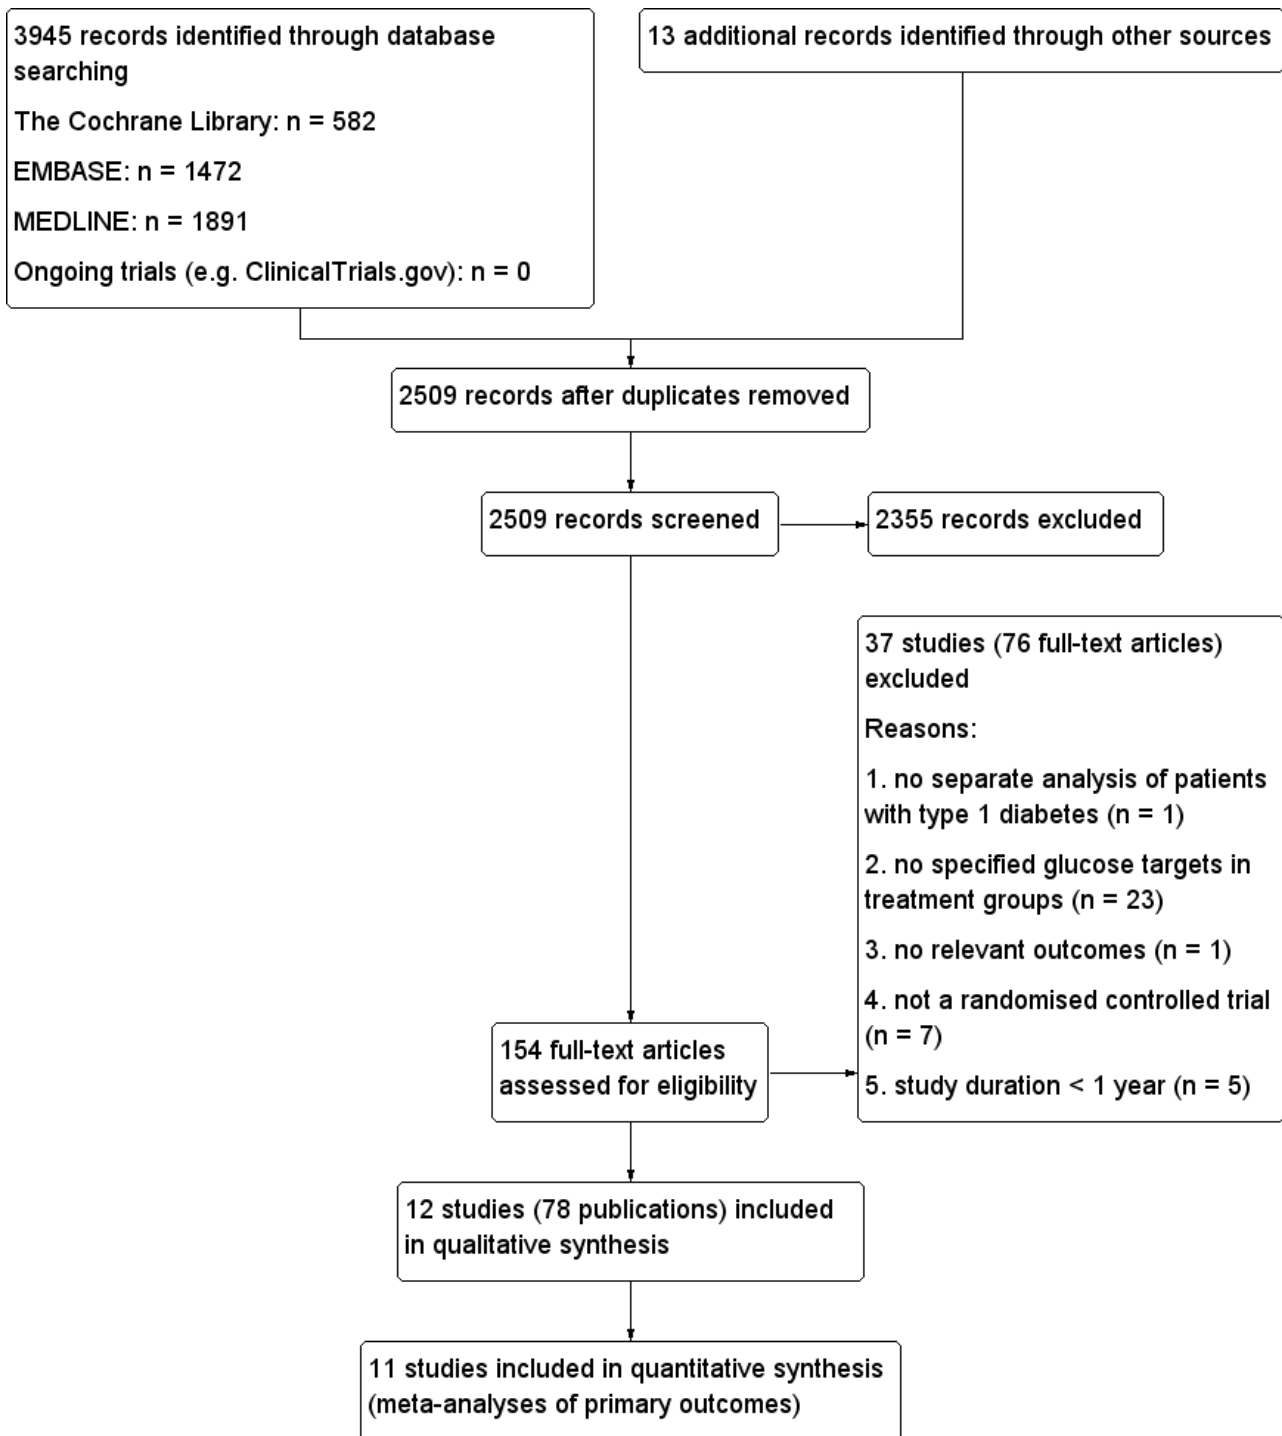 3945 records identified through database
searching
The Cochrane Library: n = 582
EMBASE: n = 1472
MEDLINE: n = 1891
Ongoing trials (e.g. ClinicalTrials.gov): n = 0
13 additional records identified through other sources
2509 records after duplicates removed
2509 records screened
2355 records excluded
37 studies (76 full-text articles)
excluded
Reasons:
1. no separate analysis of patients
with type 1 diabetes (n = 1)
2. no specified glucose targets in
treatment groups (n = 23)
3. no relevant outcomes (n = 1)
4. not a randomised controlled trial
(n = 7)
5. study duration < 1 year (n = 5)
154 full-text articles
assessed for eligibility
12 studies (78 publications) included
in qualitative synthesis
11 studies included in quantitative synthesis
(meta-analyses of primary outcomes)